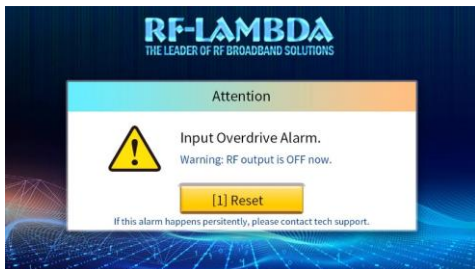 RF-LAMBDA
THE LEADER OF RF BROADBAND SOLUTIONS
Attention
Input Overdrive Alarm.
Warning: RF output is OFF now.
[1] Reset
If this alarm happens persitently, please contact tech support.